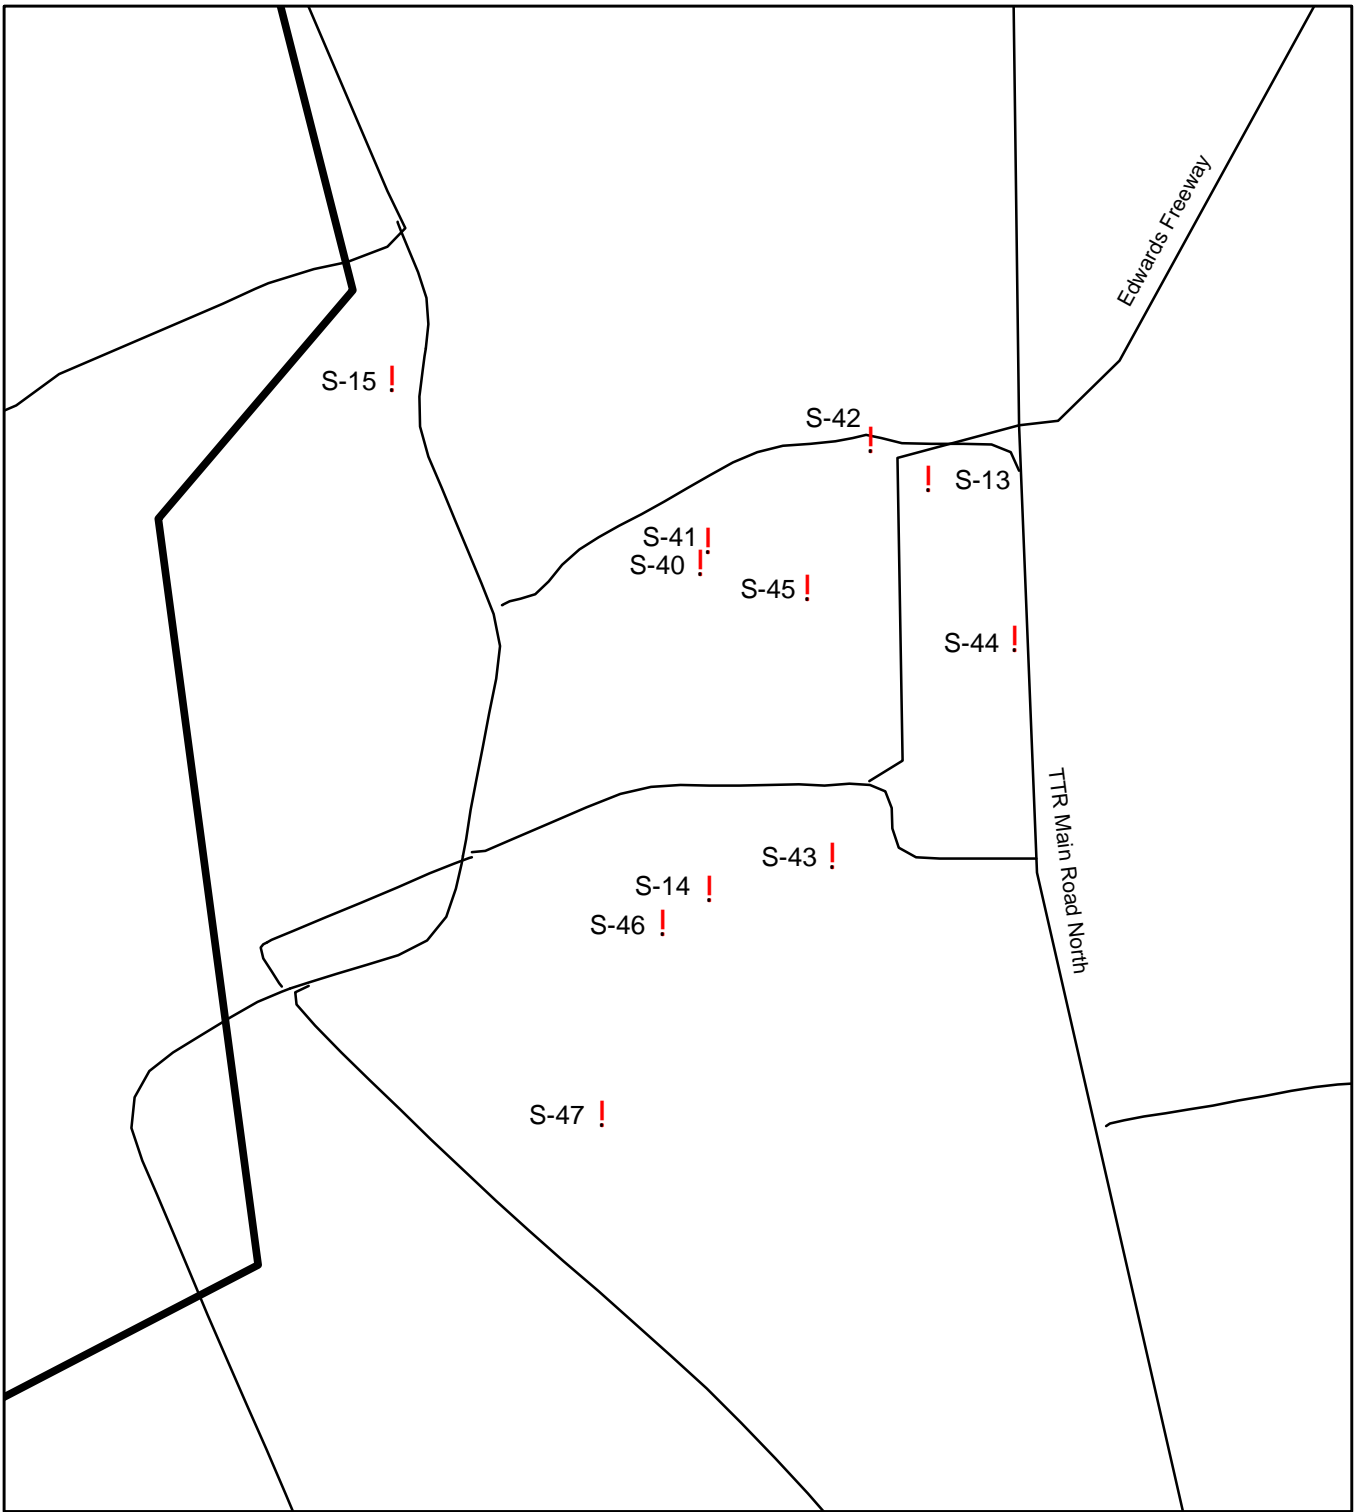 Edwards Freeway
S-15 !
S-42
!
! S-13
S-41 !
S-40 !
S-45 !
S-44 !
TTR Main Road North
S-43 !
S-14 !
S-46 !
S-47 !